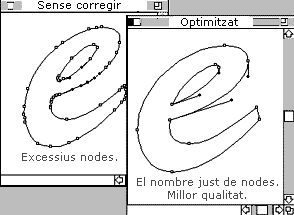 Sense corregir
Optimitzat
Excessius nodes.
El nombre just de nodes.
Millor qualitat.